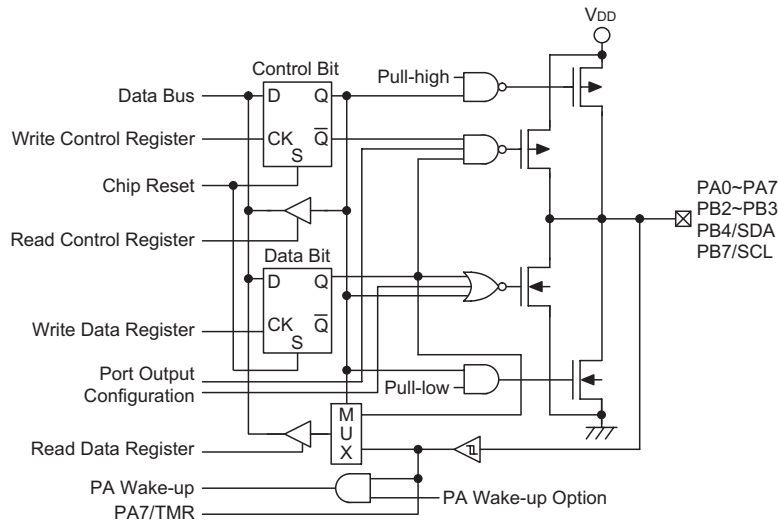 VDD
Control Bit
Pull-high
Data Bus
D
Q
Write Control Register
CK
Q
S
Chip Reset
PA0~PA7
PB2~PB3
PB4/SDA
PB7/SCL
Read Control Register
Data Bit
D
Q
Write Data Register
CK
Q
S
Port Output
Configuration
Pull-low
M
U
X
Read Data Register
PA Wake-up
PA Wake-up Option
PA7/TMR